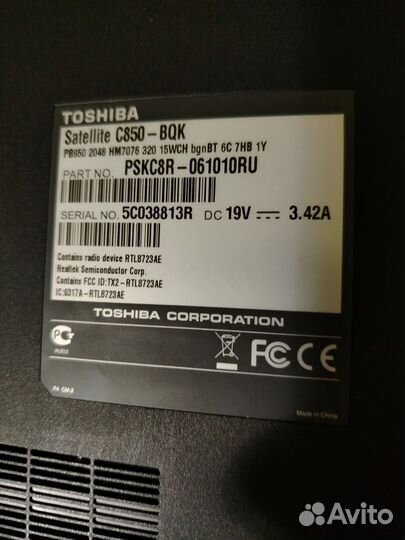 TOSHIBA
Satellite C850-BQK
PB950 2048 HM7076 320 15WCH bgnBT 6C 7HB 1Y
PART NO. PSKC8R-061010RU
SERIAL NO. 5C038813R DC 19V 3.42A
Contains radio device RTL8723AE
Realtek Semiconductor Corp.
Contains FCC ID:TX2-RTL8723AE
IC:6317A-RTL8723AE
TOSHIBA CORPORATION
FC CE
Made in China
Avito